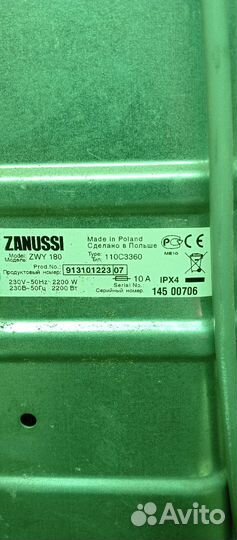 ZANUSSI
Made in Poland
Сделано в Польше
Model ZWY 180
Модель:
Type 110C3360
Тип:
ME10
Prod.No.
Продуктовый номер: 913101223 07
10 A IPX4
230V~50Hz 2200 W
230В~50Гц 2200 Вт
Serial No.
Серийный номер: 145 00706
Avito